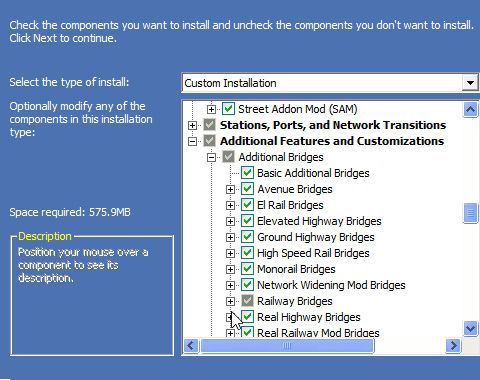 Check the components you want to install and uncheck the components you don't want to install.
Click Next to continue.
Select the type of install:
Custom Installation
Optionally modify any of the
components in this installation
type:
Street Addon Mod (SAM)
Stations, Ports, and Network Transitions
Additional Features and Customizations
Additional Bridges
Basic Additional Bridges
Avenue Bridges
El Rail Bridges
Elevated Highway Bridges
Ground Highway Bridges
High Speed Rail Bridges
Monorail Bridges
Network Widening Mod Bridges
Railway Bridges
Real Highway Bridges
Real Railway Mod Bridges
Space required: 575.9MB
Description
Position your mouse over a
component to see its
description.